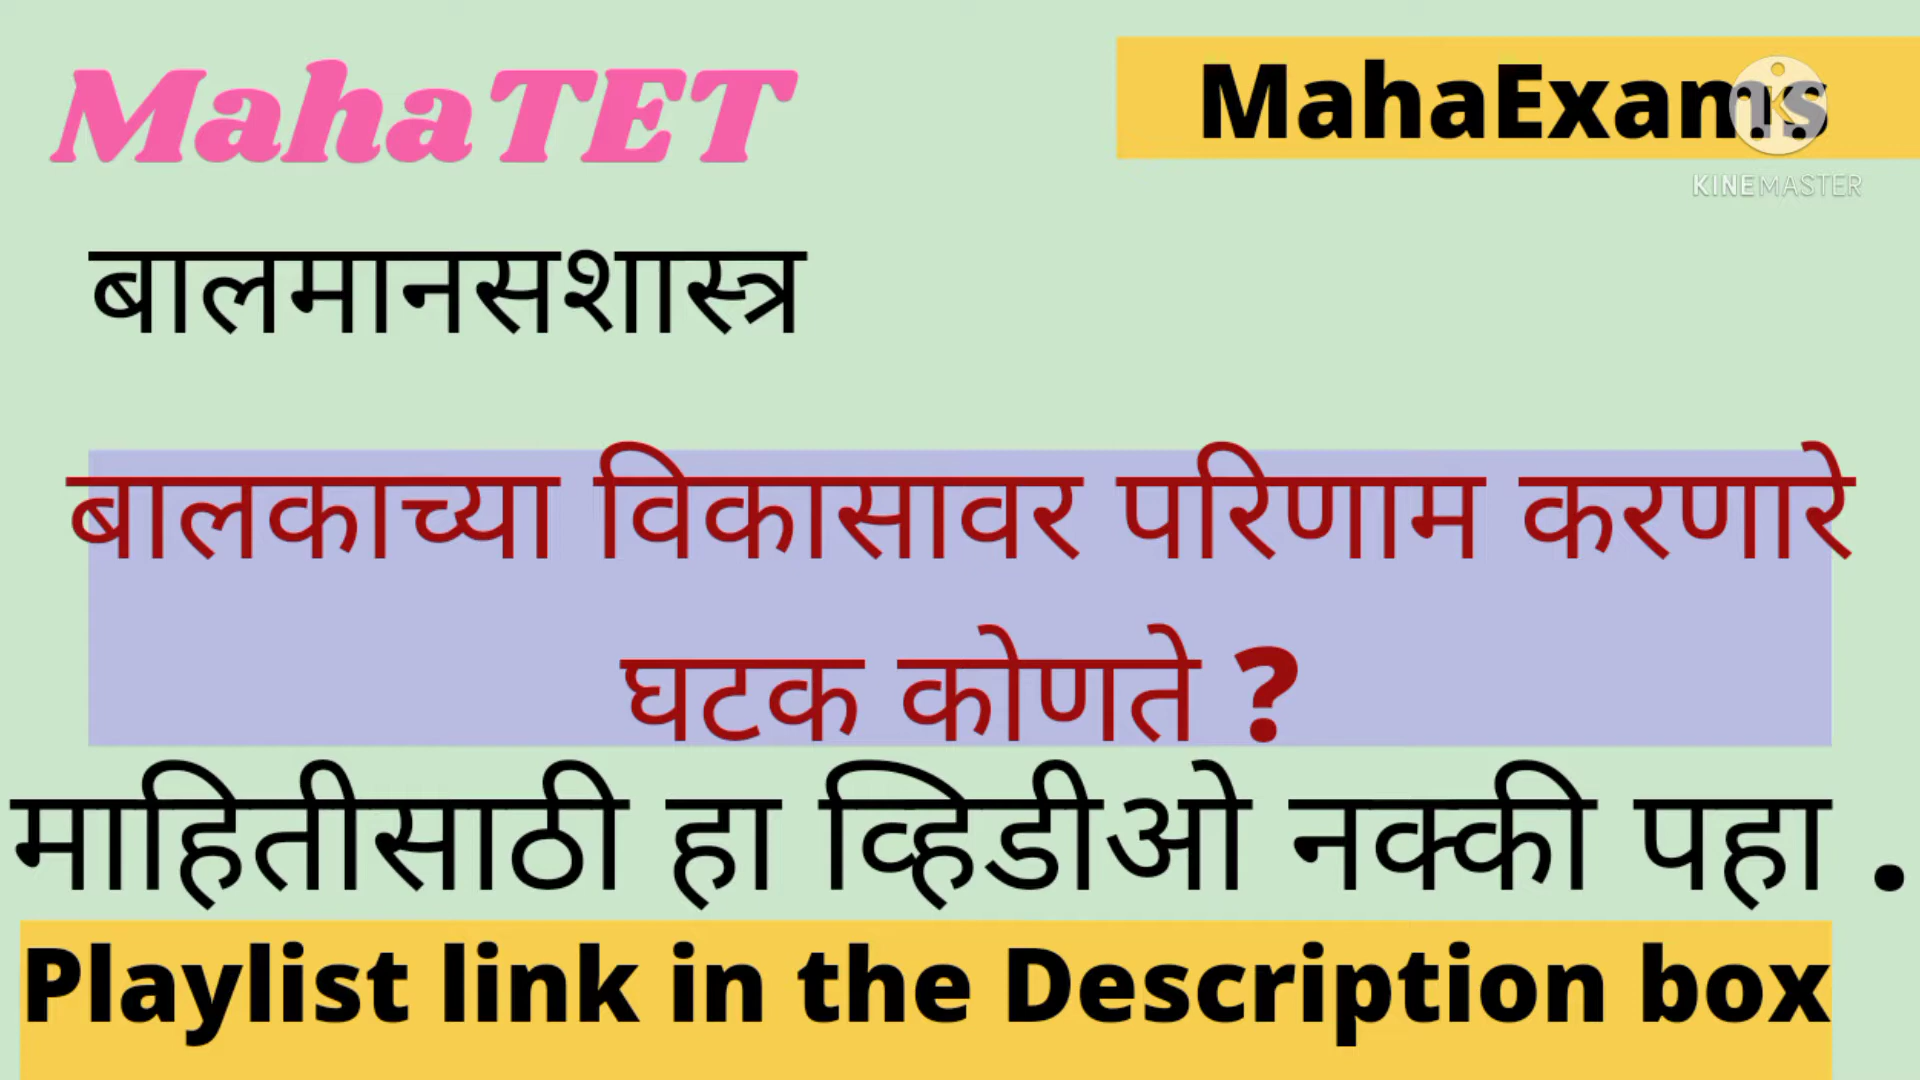 MahaTET
MahaExams
KINEMASTER
बालमानसशास्त्र
बालकाच्या विकासावर परिणाम करणारे
घटक कोणते ?
माहितीसाठी हा व्हिडीओ नक्की पहा .
Playlist link in the Description box